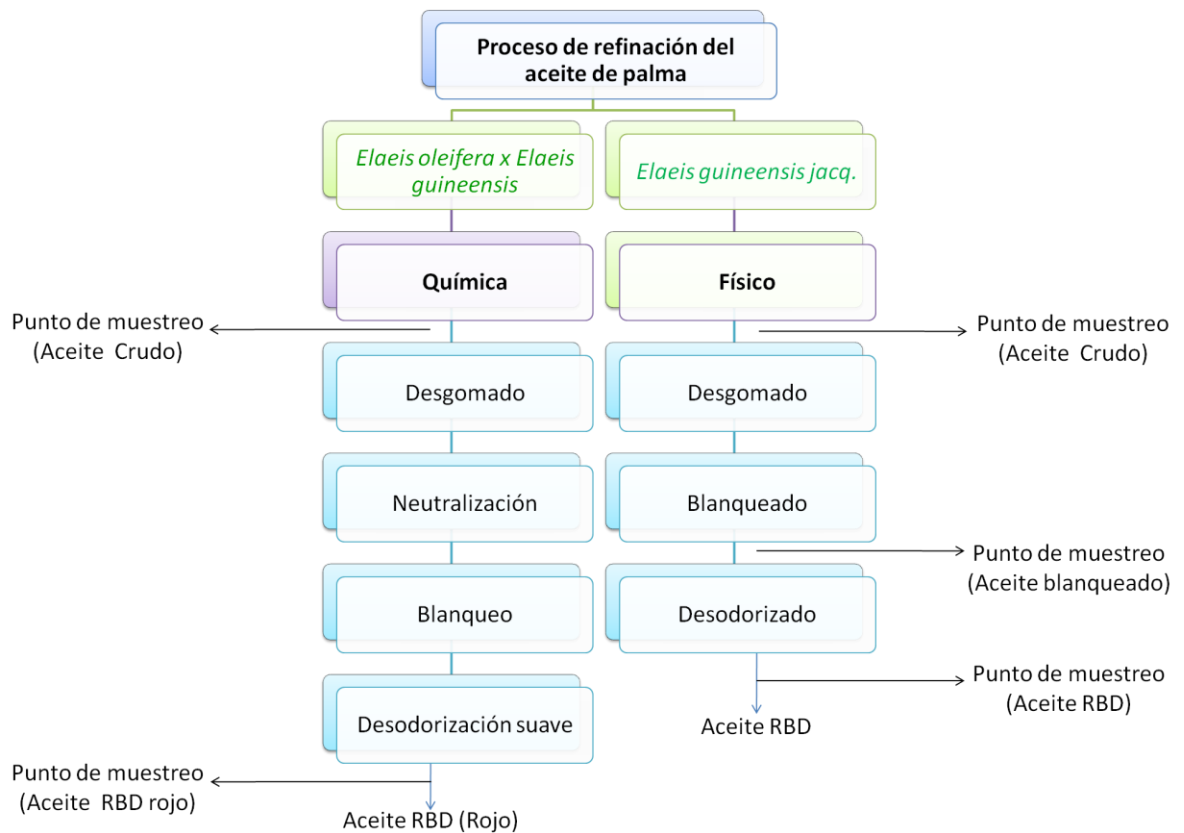 Proceso de refinación del
aceite de palma
Elaeis oleifera x Elaeis
guineensis
Elaeis guineensis jacq.
Química
Físico
Punto de muestreo
(Aceite Crudo)
Punto de muestreo
(Aceite Crudo)
Desgomado
Desgomado
Neutralización
Blanqueado
Punto de muestreo
(Aceite blanqueado)
Blanqueo
Desodorizado
Punto de muestreo
(Aceite RBD)
Desodorización suave
Aceite RBD
Punto de muestreo
(Aceite RBD rojo)
Aceite RBD (Rojo)